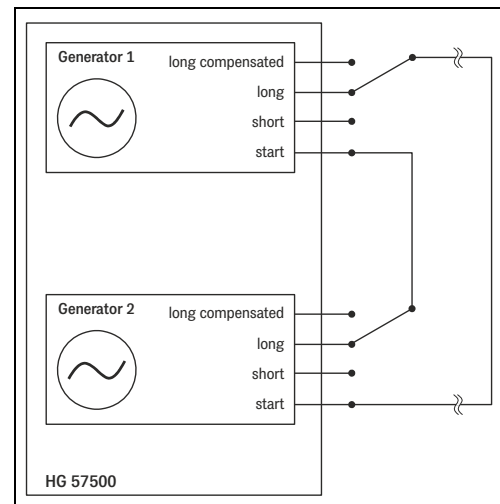 Generator 1
long compensated
long
short
start
Generator 2
long compensated
long
short
start
HG 57500